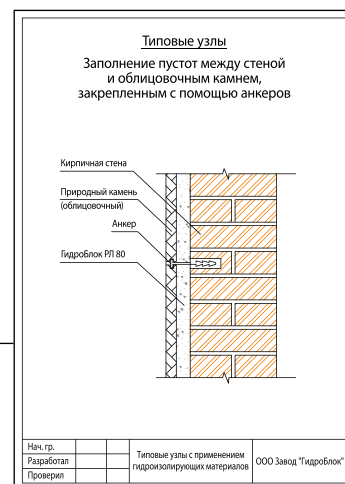 Типовые узлы
Заполнение пустот между стеной
и облицовочным камнем,
закрепленным с помощью анкеров
Кирпичная стена
Природный камень
(облицовочный)
Анкер
ГидроБлок РЛ 80
Нач. гр.
Разработал
Проверил
Типовые узлы с применением
гидроизолирующих материалов
ООО Завод "ГидроБлок"